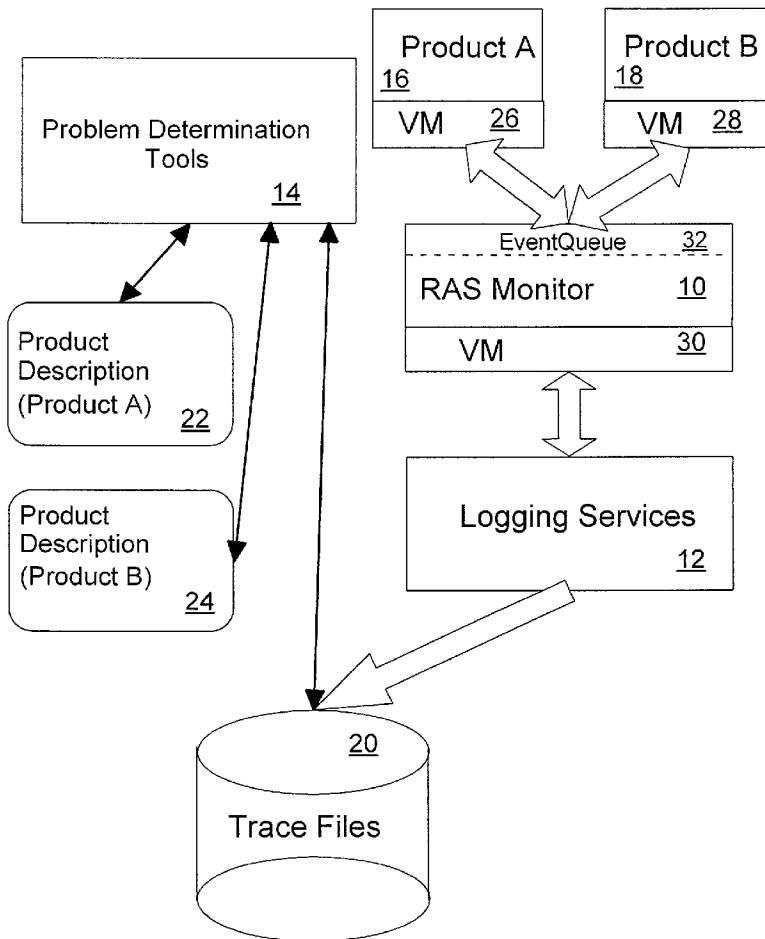 Product A
16
VM 26
Product B
18
VM 28
Problem Determination
Tools
14
EventQueue 32
RAS Monitor 10
VM 30
Product
Description
(Product A)
22
Product
Description
(Product B)
24
Logging Services
12
20
Trace Files